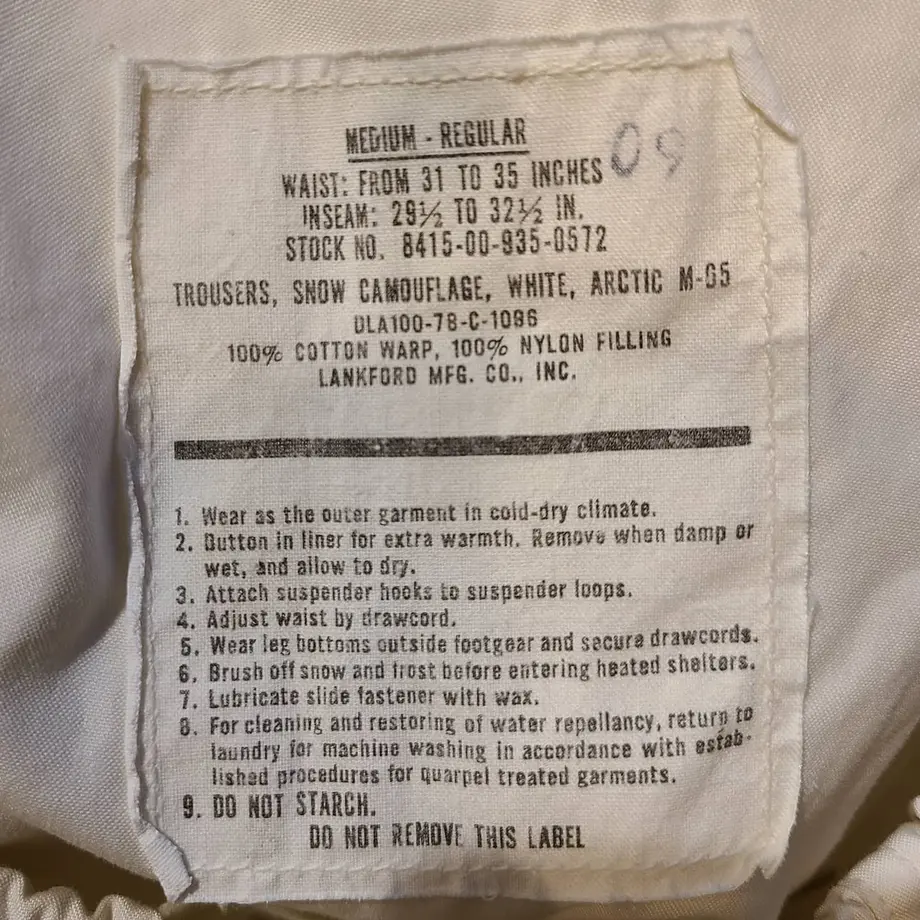 MEDIUM - REGULAR
WAIST: FROM 31 TO 35 INCHES
INSEAM: 29½ TO 32½ IN.
STOCK NO. 8415-00-935-0572
TROUSERS, SNOW CAMOUFLAGE, WHITE, ARCTIC M-65
DLA100-78-C-1086
100% COTTON WARP, 100% NYLON FILLING
LANKFORD MFG. CO., INC.
1. Wear as the outer garment in cold-dry climate.
2. Button in liner for extra warmth. Remove when damp or
wet, and allow to dry.
3. Attach suspender hooks to suspender loops.
4. Adjust waist by drawcord.
5. Wear leg bottoms outside footgear and secure drawcords.
6. Brush off snow and frost before entering heated shelters.
7. Lubricate slide fastener with wax.
8. For cleaning and restoring of water repellancy, return to
laundry for machine washing in accordance with estab-
lished procedures for quarpel treated garments.
9. DO NOT STARCH.
DO NOT REMOVE THIS LABEL